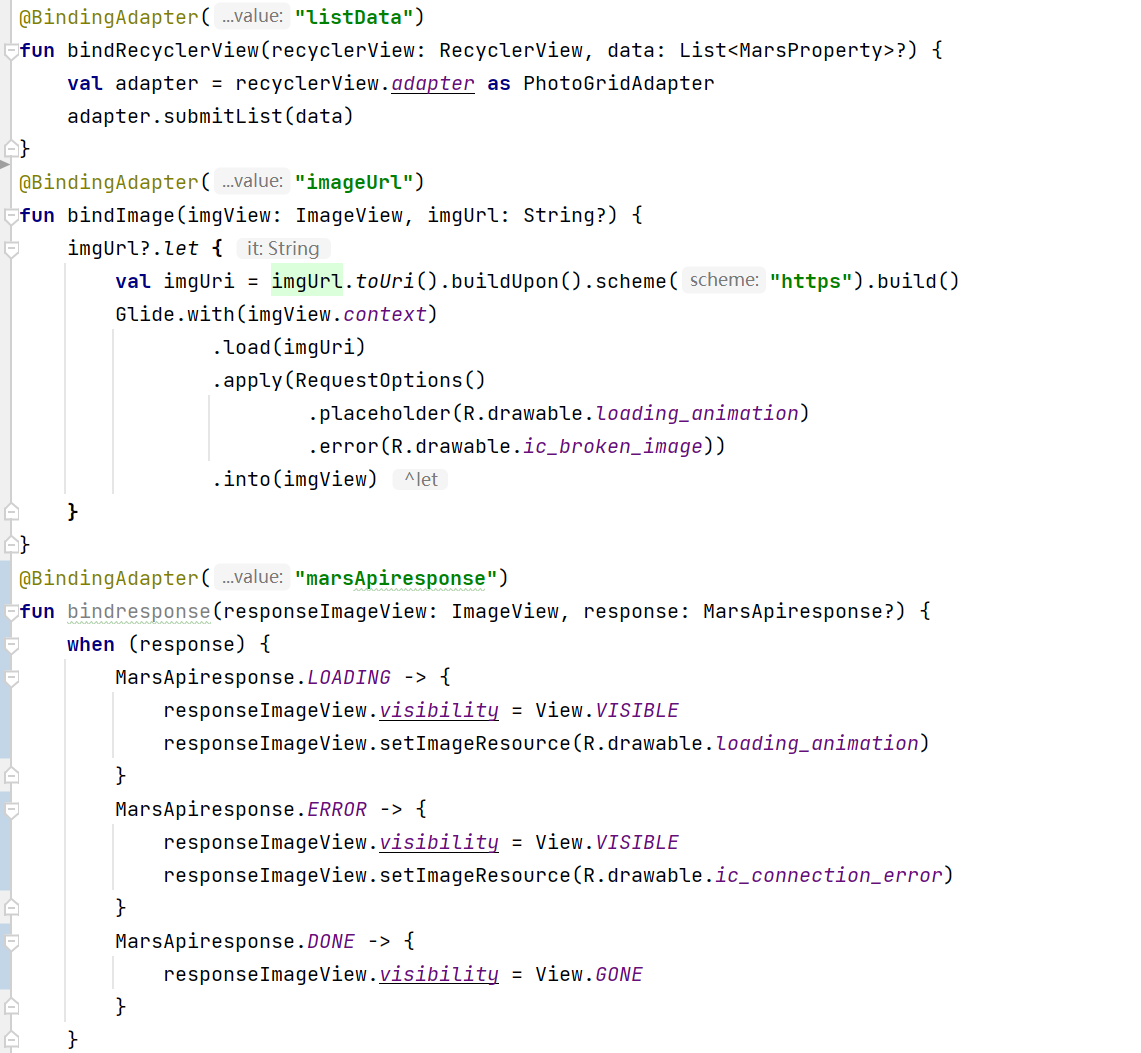 @BindingAdapter( ...value: "listData")
fun bindRecyclerView(recyclerView: RecyclerView, data: List<MarsProperty>?) {
    val adapter = recyclerView.adapter as PhotoGridAdapter
    adapter.submitList(data)
}
@BindingAdapter( ...value: "imageUrl")
fun bindImage(imgView: ImageView, imgUrl: String?) {
    imgUrl?.let { it: String
        val imgUri = imgUrl.toUri().buildUpon().scheme( scheme: "https").build()
        Glide.with(imgView.context)
                .load(imgUri)
                .apply(RequestOptions()
                        .placeholder(R.drawable.loading_animation)
                        .error(R.drawable.ic_broken_image))
                .into(imgView) ^let
    }
}
@BindingAdapter( ...value: "marsApiresponse")
fun bindresponse(responseImageView: ImageView, response: MarsApiresponse?) {
    when (response) {
        MarsApiresponse.LOADING -> {
            responseImageView.visibility = View.VISIBLE
            responseImageView.setImageResource(R.drawable.loading_animation)
        }
        MarsApiresponse.ERROR -> {
            responseImageView.visibility = View.VISIBLE
            responseImageView.setImageResource(R.drawable.ic_connection_error)
        }
        MarsApiresponse.DONE -> {
            responseImageView.visibility = View.GONE
        }
    }